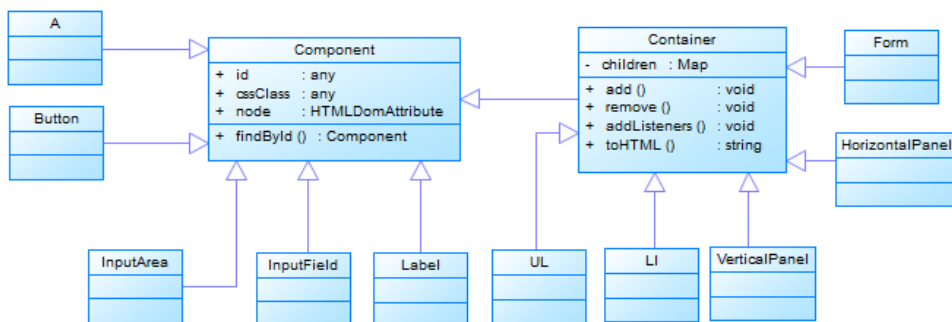 A
Component
+ id : any
+ cssClass : any
+ node : HTMLDomAttribute
+ findById () : Component
Container
- children : Map
+ add () : void
+ remove () : void
+ addListeners () : void
+ toHTML () : string
Form
Button
HorizontalPanel
InputArea
InputField
Label
UL
LI
VerticalPanel